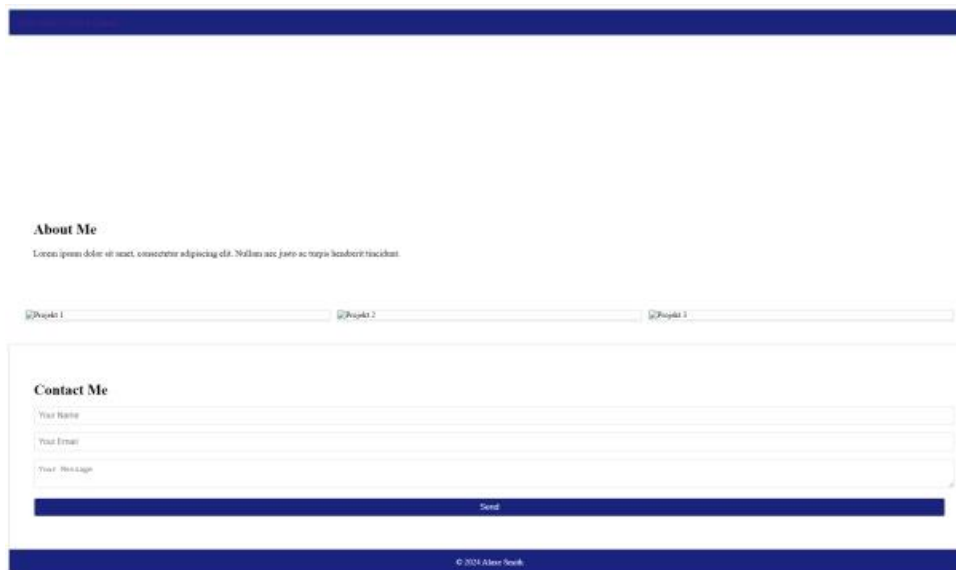 About Me
Lorem ipsum dolor sit amet, consectetur adipiscing elit. Nullam nec justo ac turpis hendrerit tincidunt.
Projekt 1
Projekt 2
Projekt 3
Contact Me
Your Name
Your Email
Your Message
Send
© 2024 Smith